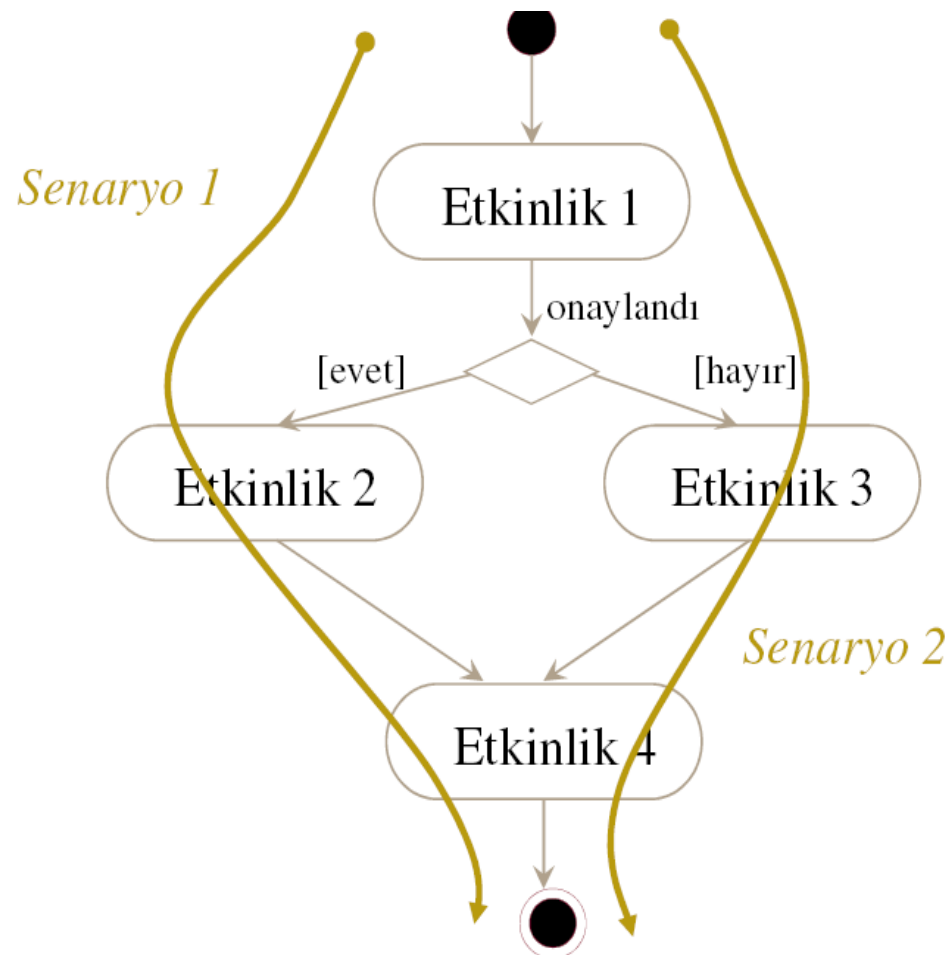 Senaryo 1
Etkinlik 1
onaylandı
[evet]
[hayır]
Etkinlik 2
Etkinlik 3
Senaryo 2
Etkinlik 4